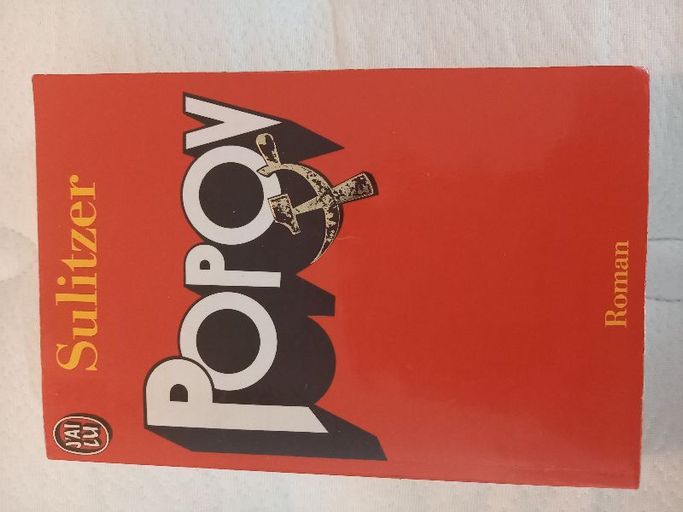 J'AI
LU
Sulitzer
POPOV
Roman